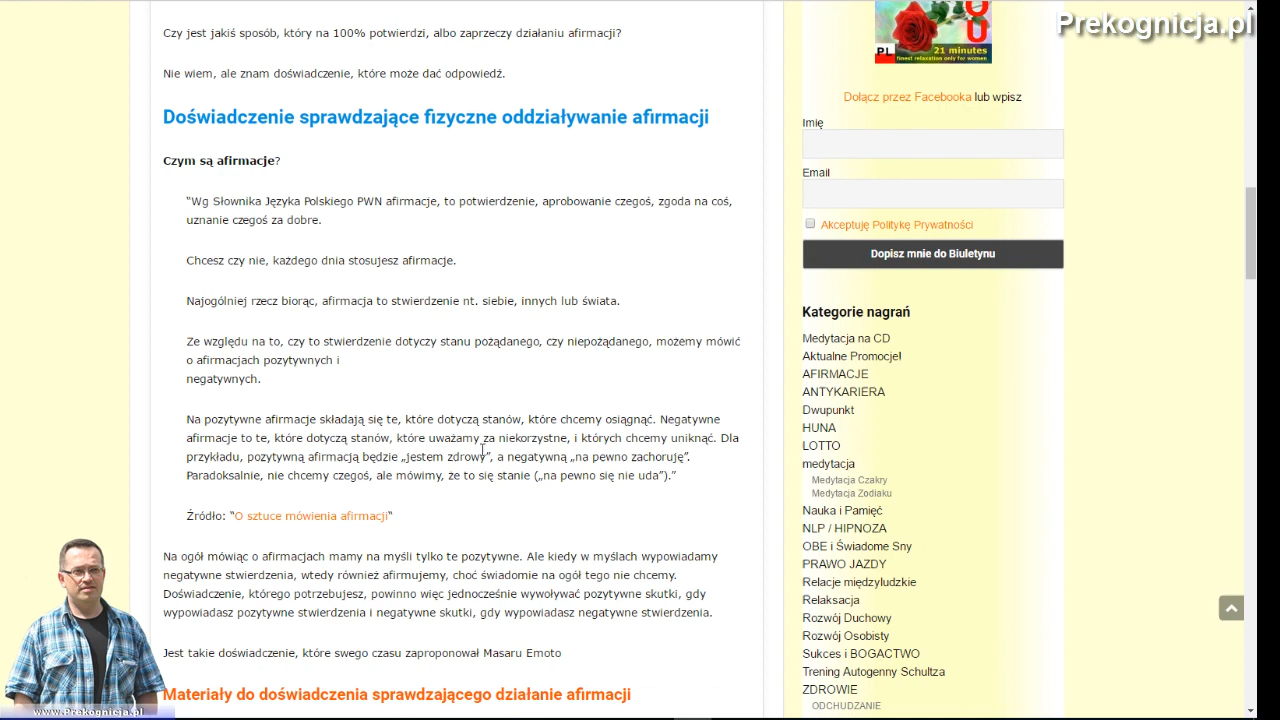 Prekognicja.pl
Czy jest jakiś sposób, który na 100% potwierdzi, albo zaprzeczy działaniu afirmacji?
Nie wiem, ale znam doświadczenie, które może dać odpowiedź.
Doświadczenie sprawdzające fizyczne oddziaływanie afirmacji
Czym są afirmacje?
“Wg Słownika Języka Polskiego PWN afirmacje, to potwierdzenie, aprobowanie czegoś, zgoda na coś,
uznanie czegoś za dobre.
Chcesz czy nie, każdego dnia stosujesz afirmacje.
Najogólniej rzecz biorąc, afirmacja to stwierdzenie nt. siebie, innych lub świata.
Ze względu na to, czy to stwierdzenie dotyczy stanu pożądanego, czy niepożądanego, możemy mówić
o afirmacjach pozytywnych i
negatywnych.
Na pozytywne afirmacje składają się te, które dotyczą stanów, które chcemy osiągnąć. Negatywne
afirmacje to te, które dotyczą stanów, które uważamy za niekorzystne, i których chcemy uniknąć. Dla
przykładu, pozytywną afirmacją będzie „jestem zdrowy”, a negatywną „na pewno zachoruję”.
Paradoksalnie, nie chcemy czegoś, ale mówimy, że to się stanie („na pewno się nie uda”).”
Źródło: “O sztuce mówienia afirmacji“
Na ogół mówiąc o afirmacjach mamy na myśli tylko te pozytywne. Ale kiedy w myślach wypowiadamy
negatywne stwierdzenia, wtedy również afirmujemy, choć świadomie na ogół tego nie chcemy.
Doświadczenie, którego potrzebujesz, powinno więc jednocześnie wywoływać pozytywne skutki, gdy
wypowiadasz pozytywne stwierdzenia i negatywne skutki, gdy wypowiadasz negatywne stwierdzenia.
Jest takie doświadczenie, które swego czasu zaproponował Masaru Emoto
Materiały do doświadczenia sprawdzającego działanie afirmacji
www.Prekognicja.pl
PL
21 minutes
finest relaxation only for women
Dołącz przez Facebooka lub wpisz
Imię
Email
Akceptuję Politykę Prywatności
Dopisz mnie do Biuletynu
Kategorie nagrań
Medytacja na CD
Aktualne Promocje!
AFIRMACJE
ANTYKARIERA
Dwupunkt
HUNA
LOTTO
medytacja
Medytacja Czakry
Medytacja Zodiaku
Nauka i Pamięć
NLP / HIPNOZA
OBE i Świadome Sny
PRAWO JAZDY
Relacje międzyludzkie
Relaksacja
Rozwój Duchowy
Rozwój Osobisty
Sukces i BOGACTWO
Trening Autogenny Schultza
ZDROWIE
ODCHUDZANIE